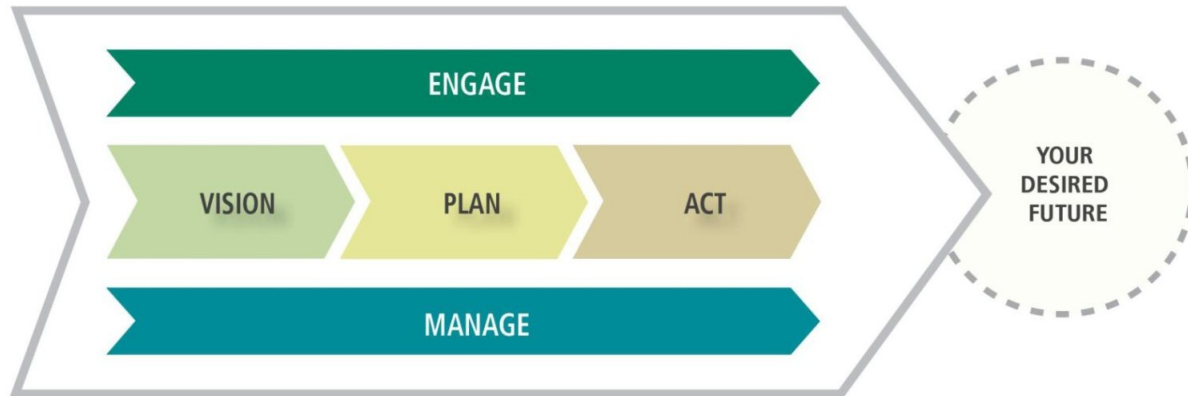 ENGAGE
VISION
PLAN
ACT
MANAGE
YOUR
DESIRED
FUTURE